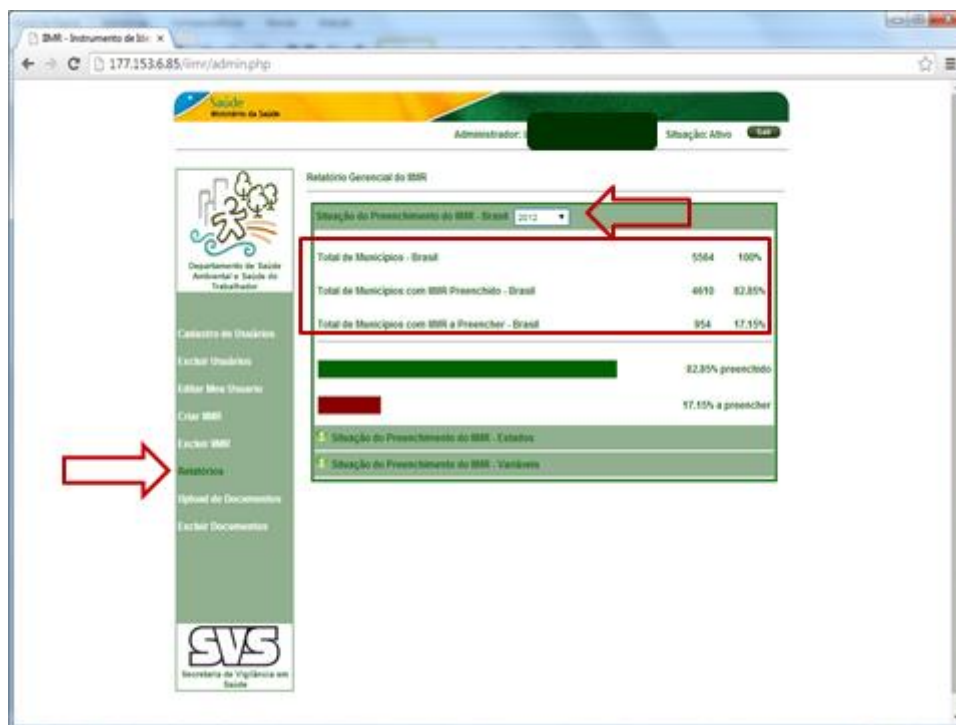 IIMR - Instrumento de Ide
177.153.6.85/iimr/admin.php
Saúde
Ministério da Saúde
Administrador:
Situação: Ativo
Sair
Relatório Gerencial do IIMR
Situação do Preenchimento do IIMR - Brasil 2012
Total de Municípios - Brasil 5564 100%
Total de Municípios com IIMR Preenchido - Brasil 4610 82.85%
Total de Municípios com IIMR a Preencher - Brasil 954 17.15%
82.85% preenchido
17.15% a preencher
Situação do Preenchimento do IIMR - Estados
Situação do Preenchimento do IIMR - Variáveis
Departamento de Saúde
Ambiental e Saúde do
Trabalhador
Cadastro de Usuários
Excluir Usuários
Editar Meu Usuario
Criar IIMR
Excluir IIMR
Relatórios
Upload de Documentos
Excluir Documentos
SVS
Secretaria de Vigilância em
Saúde